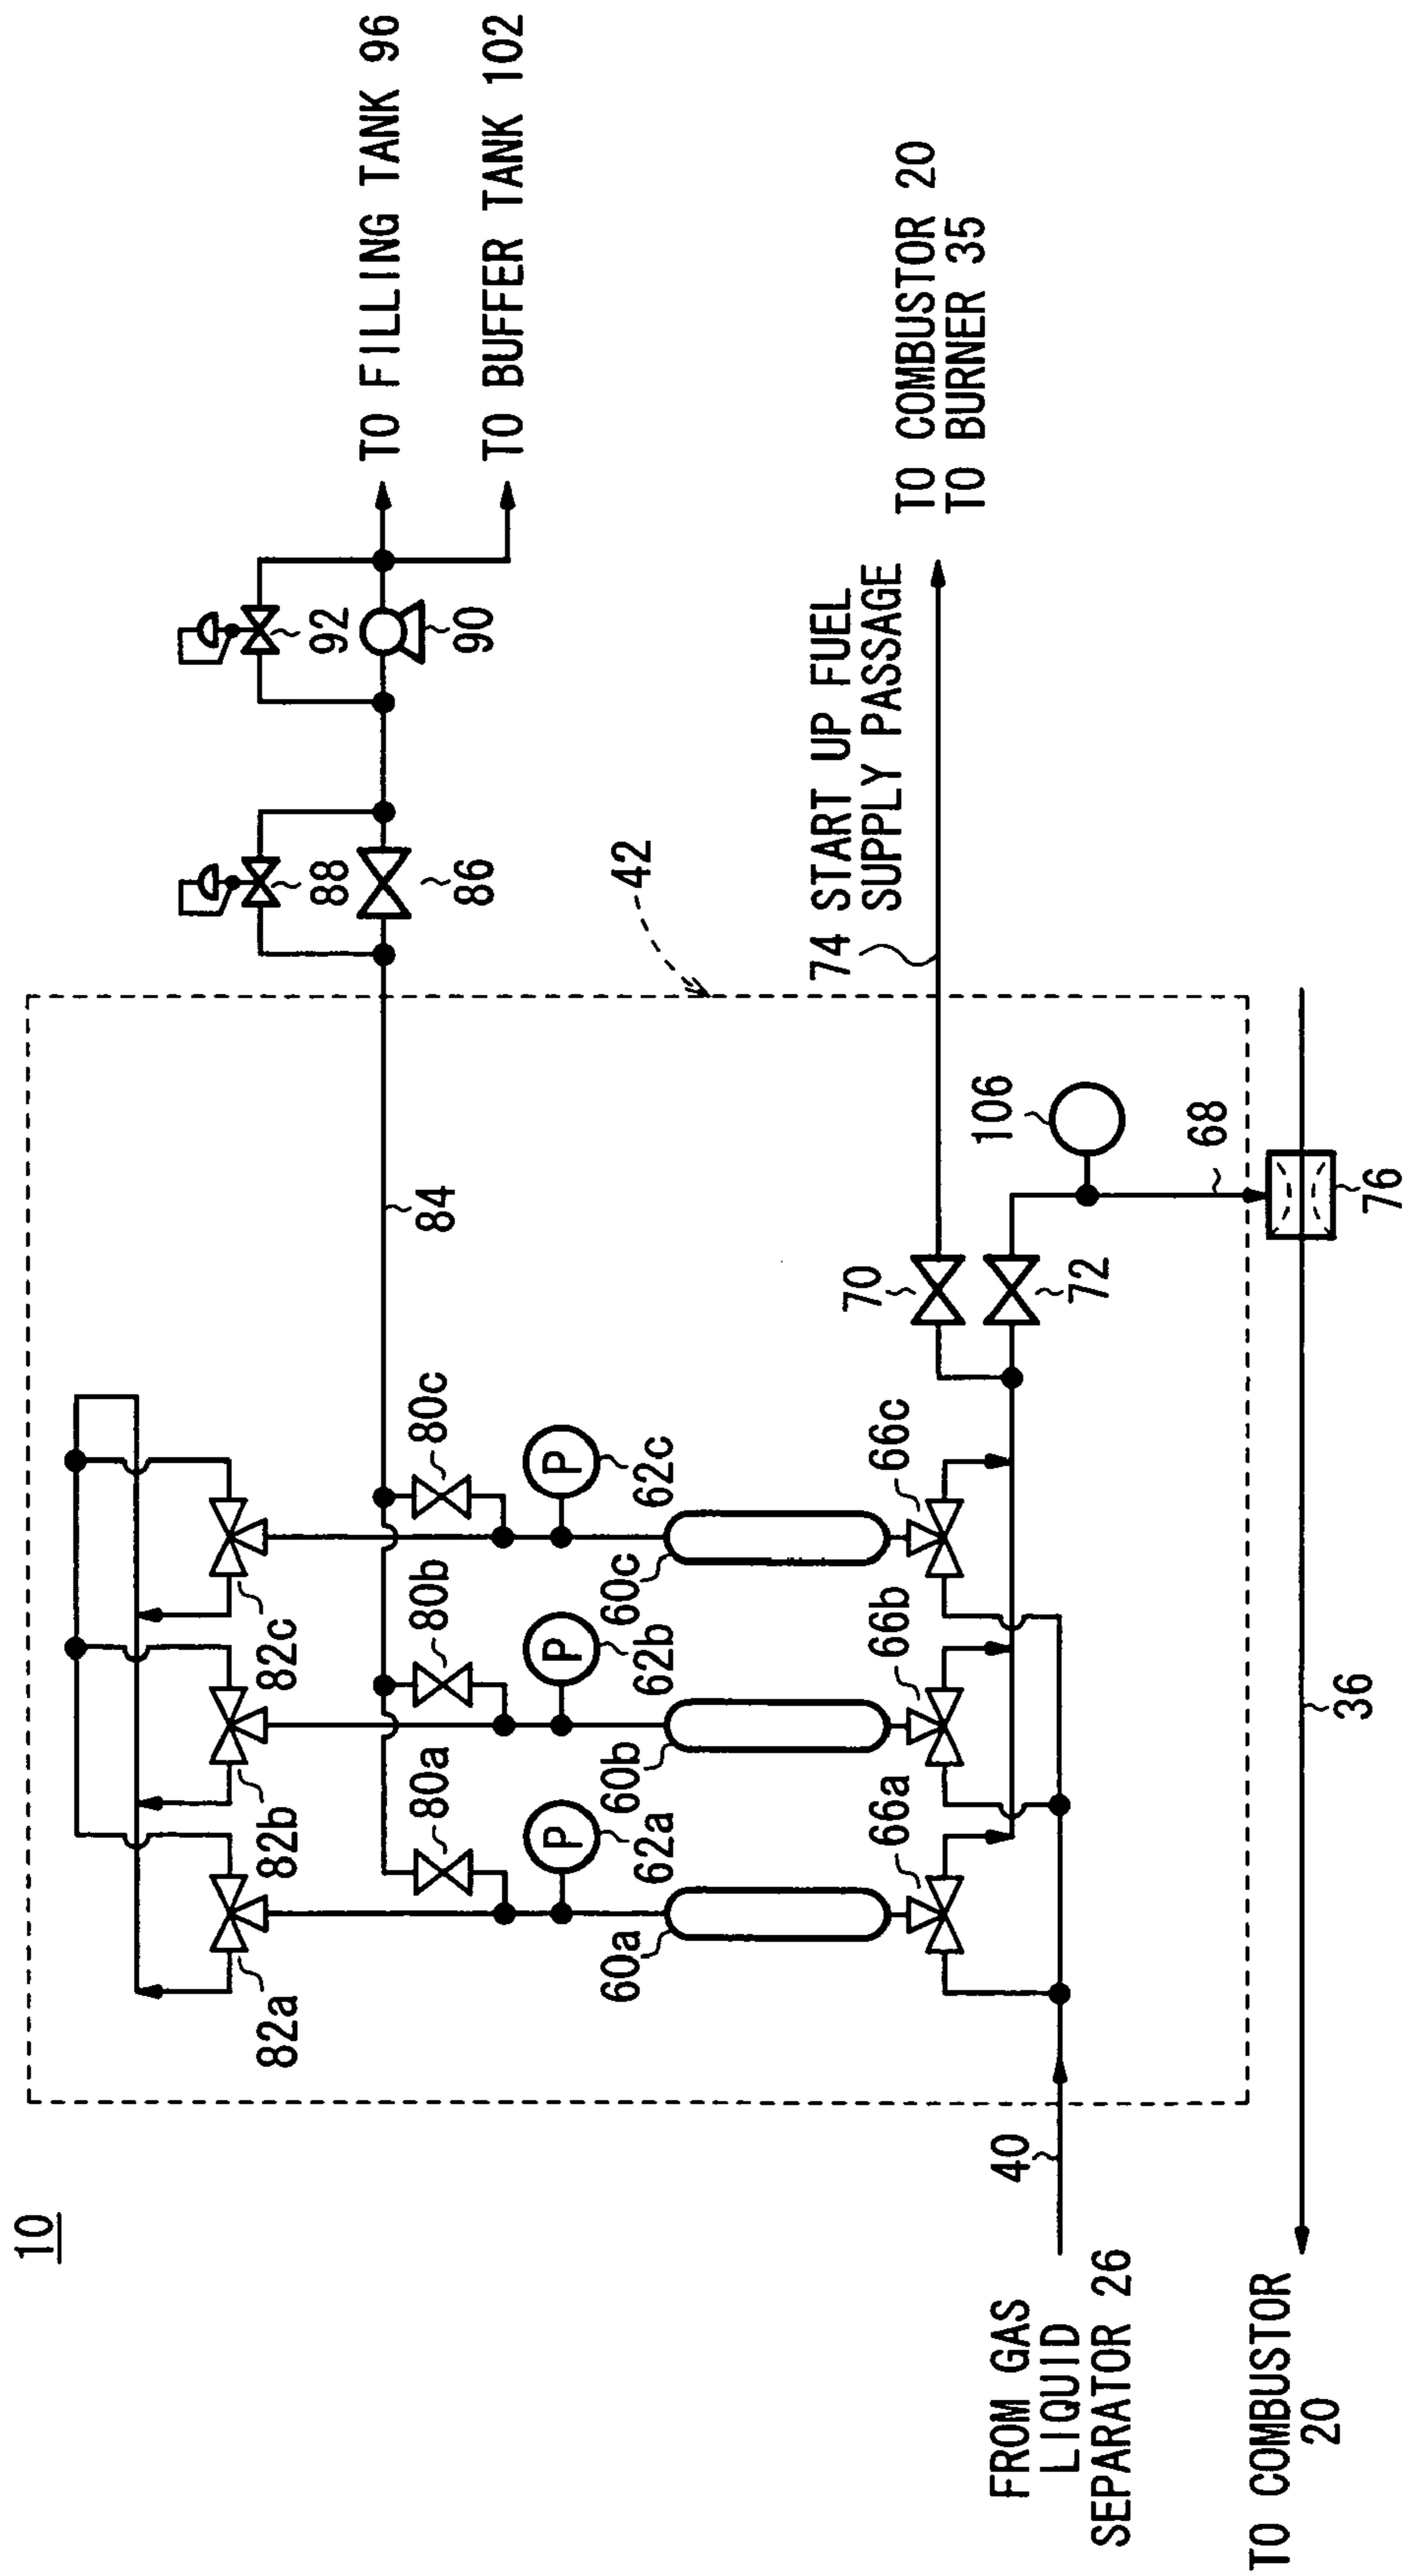 10
TO FILLING TANK 96
TO BUFFER TANK 102
92
90
88
86
42
84
82a
82b
82c
80a
80b
80c
P
P
P
62a
62b
62c
60a
60b
60c
66a
66b
66c
74 START UP FUEL
SUPPLY PASSAGE
TO COMBUSTOR 20
TO BURNER 35
70
72
106
68
76
36
40
FROM GAS
LIQUID
SEPARATOR 26
TO COMBUSTOR
20